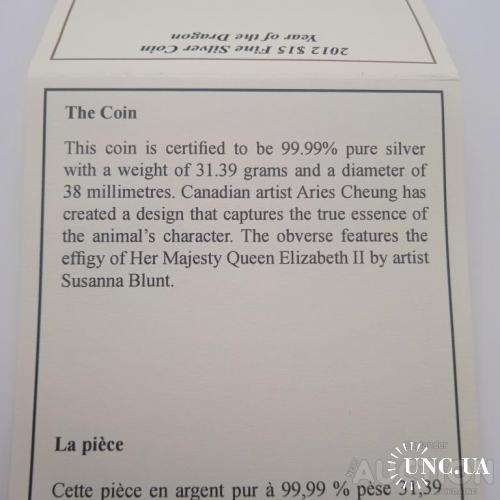 2012 $15 Fine Silver Coin
Year of the Dragon
The Coin
This coin is certified to be 99.99% pure silver
with a weight of 31.39 grams and a diameter of
38 millimetres. Canadian artist Aries Cheung has
created a design that captures the true essence of
the animal's character. The obverse features the
effigy of Her Majesty Queen Elizabeth II by artist
Susanna Blunt.
La pièce
Cette pièce en argent pur à 99,99 % pèse 31,39
UNC.UA